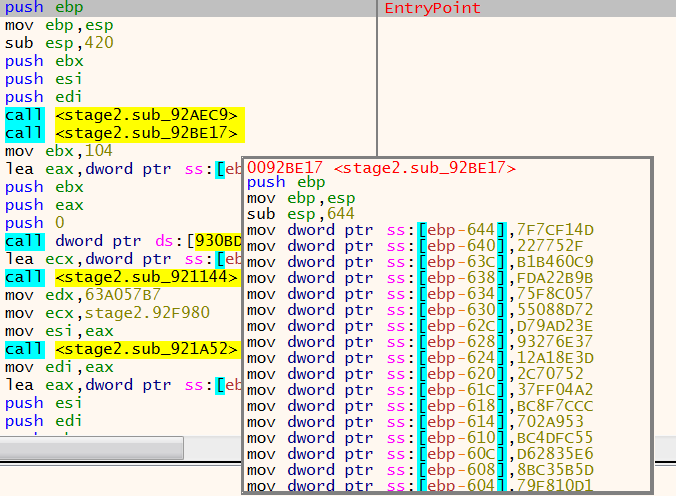 push ebp
EntryPoint
mov ebp,esp
sub esp,420
push ebx
push esi
push edi
call <stage2.sub_92AEC9>
call <stage2.sub_92BE17>
mov ebx,104
lea eax,dword ptr ss:[eb
push ebx
push eax
push 0
call dword ptr ds:[930BD
lea ecx,dword ptr ss:[eb
call <stage2.sub_921144>
mov edx,63A057B7
mov ecx,stage2.92F980
mov esi,eax
call <stage2.sub_921A52>
mov edi,eax
lea eax,dword ptr ss:[eb
push esi
push edi
0092BE17 <stage2.sub_92BE17>
push ebp
mov ebp,esp
sub esp,644
mov dword ptr ss:[ebp-644],7F7CF14D
mov dword ptr ss:[ebp-640],227752F
mov dword ptr ss:[ebp-63C],B1B460C9
mov dword ptr ss:[ebp-638],FDA22B9B
mov dword ptr ss:[ebp-634],75F8C057
mov dword ptr ss:[ebp-630],55088D72
mov dword ptr ss:[ebp-62C],D79AD23E
mov dword ptr ss:[ebp-628],93276E37
mov dword ptr ss:[ebp-624],12A18E3D
mov dword ptr ss:[ebp-620],2C70752
mov dword ptr ss:[ebp-61C],37FF04A2
mov dword ptr ss:[ebp-618],BC8F7CCC
mov dword ptr ss:[ebp-614],702A953
mov dword ptr ss:[ebp-610],BC4DFC55
mov dword ptr ss:[ebp-60C],D62835E6
mov dword ptr ss:[ebp-608],8BC35B5D
mov dword ptr ss:[ebp-604],79F810D1